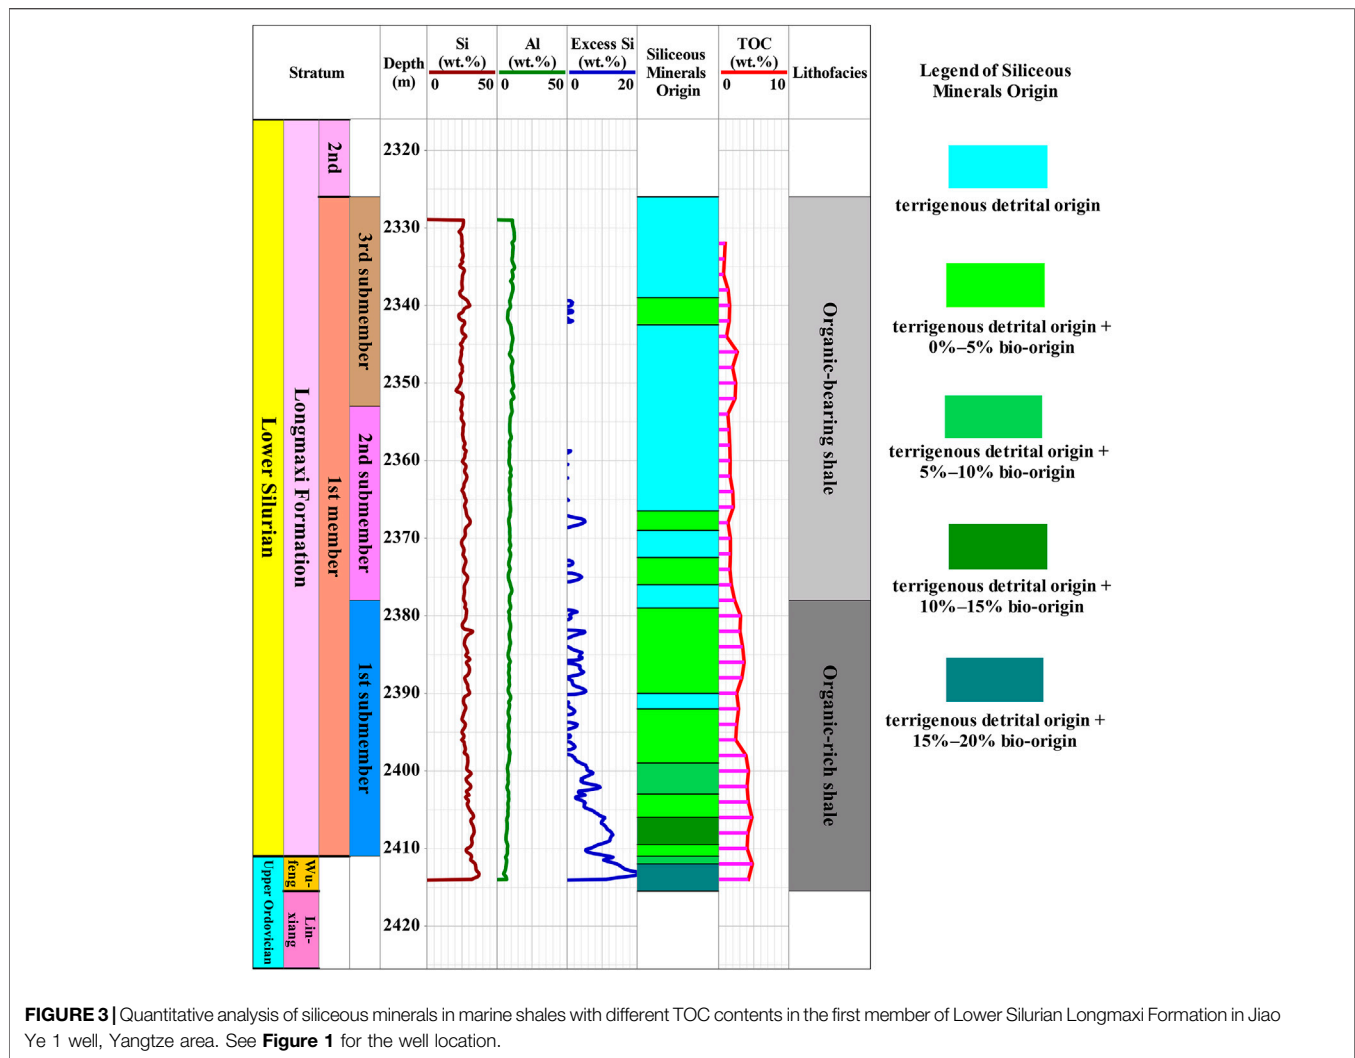 Stratum
Depth
(m)
Si
(wt.%)
0 50
Al
(wt.%)
0 50
Excess Si
(wt.%)
0 20
Siliceous
Minerals
Origin
TOC
(wt.%)
0 10
Lithofacies
Legend of Siliceous
Minerals Origin
Lower Silurian
Upper Ordovician
Longmaxi Formation
Wu-
feng
Lin-
xiang
2nd
1st member
3rd submember
2nd submember
1st submember
2320
2330
2340
2350
2360
2370
2380
2390
2400
2410
2420
Organic-bearing shale
Organic-rich shale
terrigenous detrital origin
terrigenous detrital origin +
0%–5% bio-origin
terrigenous detrital origin +
5%–10% bio-origin
terrigenous detrital origin +
10%–15% bio-origin
terrigenous detrital origin +
15%–20% bio-origin
FIGURE 3 | Quantitative analysis of siliceous minerals in marine shales with different TOC contents in the first member of Lower Silurian Longmaxi Formation in Jiao
Ye 1 well, Yangtze area. See Figure 1 for the well location.